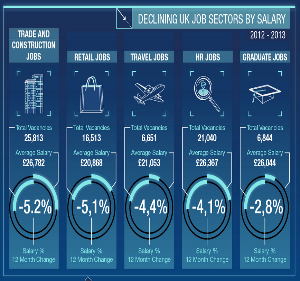 DECLINING UK JOB SECTORS BY SALARY
2012 - 2013
TRADE AND
CONSTRUCTION
JOBS
Total Vacancies
25,813
Average Salary
£26,782
-5.2%
Salary %
12 Month Change
RETAIL JOBS
Total Vacancies
16,513
Average Salary
£20,868
-5,1%
Salary %
12 Month Change
TRAVEL JOBS
Total Vacancies
6,651
Average Salary
£21,053
-4,4%
Salary %
12 Month Change
HR JOBS
Total Vacancies
21,040
Average Salary
£26,367
-4,1%
Salary %
12 Month Change
GRADUATE JOBS
Total Vacancies
6,844
Average Salary
£26,044
-2,8%
Salary %
12 Month Change